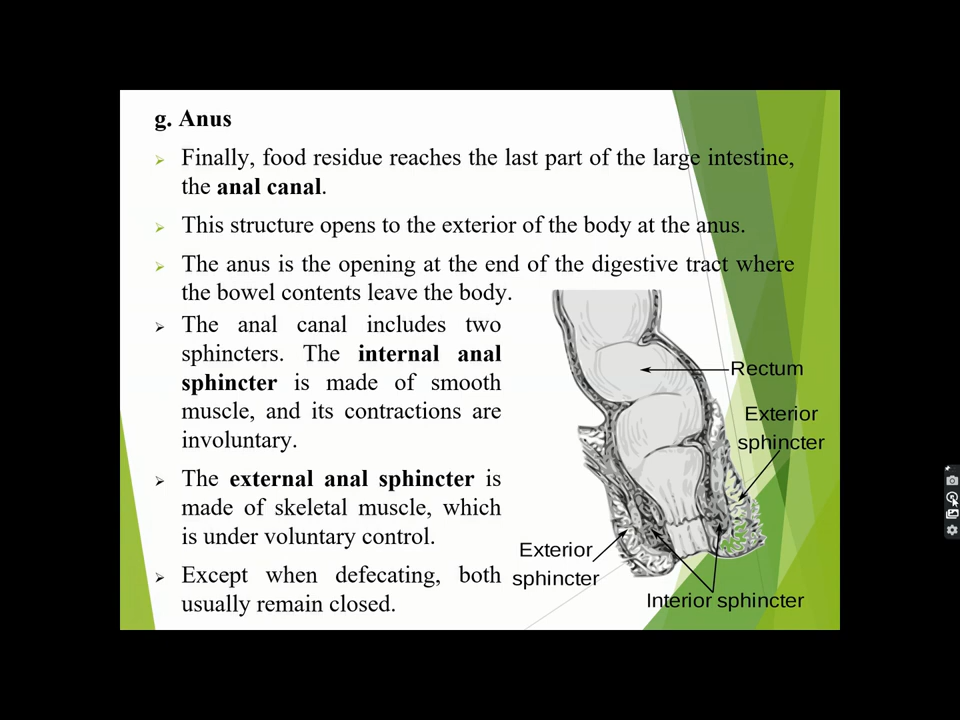 g. Anus
Finally, food residue reaches the last part of the large intestine,
the anal canal.
This structure opens to the exterior of the body at the anus.
The anus is the opening at the end of the digestive tract where
the bowel contents leave the body.
The anal canal includes two
sphincters. The internal anal
sphincter is made of smooth
muscle, and its contractions are
involuntary.
The external anal sphincter is
made of skeletal muscle, which
is under voluntary control.
Except when defecating, both
usually remain closed.
Rectum
Exterior
sphincter
Exterior
sphincter
Interior sphincter